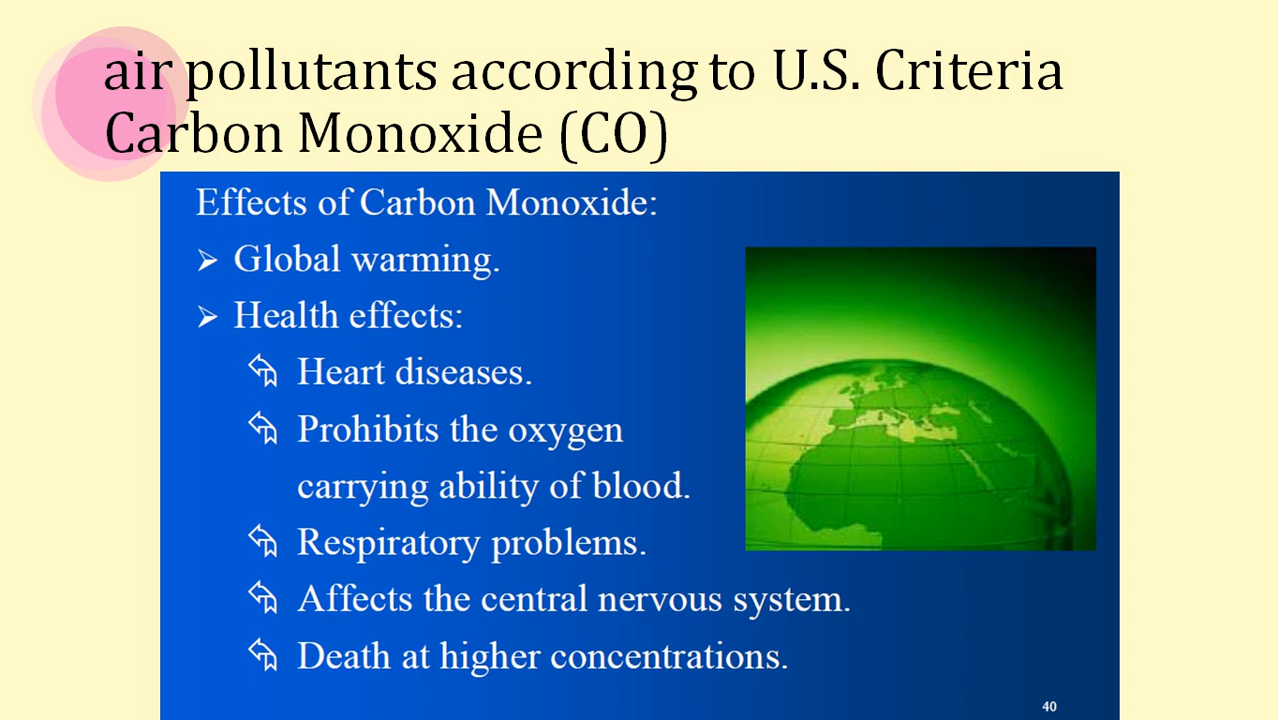 air pollutants according to U.S. Criteria
Carbon Monoxide (CO)
Effects of Carbon Monoxide:
➢ Global warming.
➢ Health effects:
Heart diseases.
Prohibits the oxygen
carrying ability of blood.
Respiratory problems.
Affects the central nervous system.
Death at higher concentrations.
40